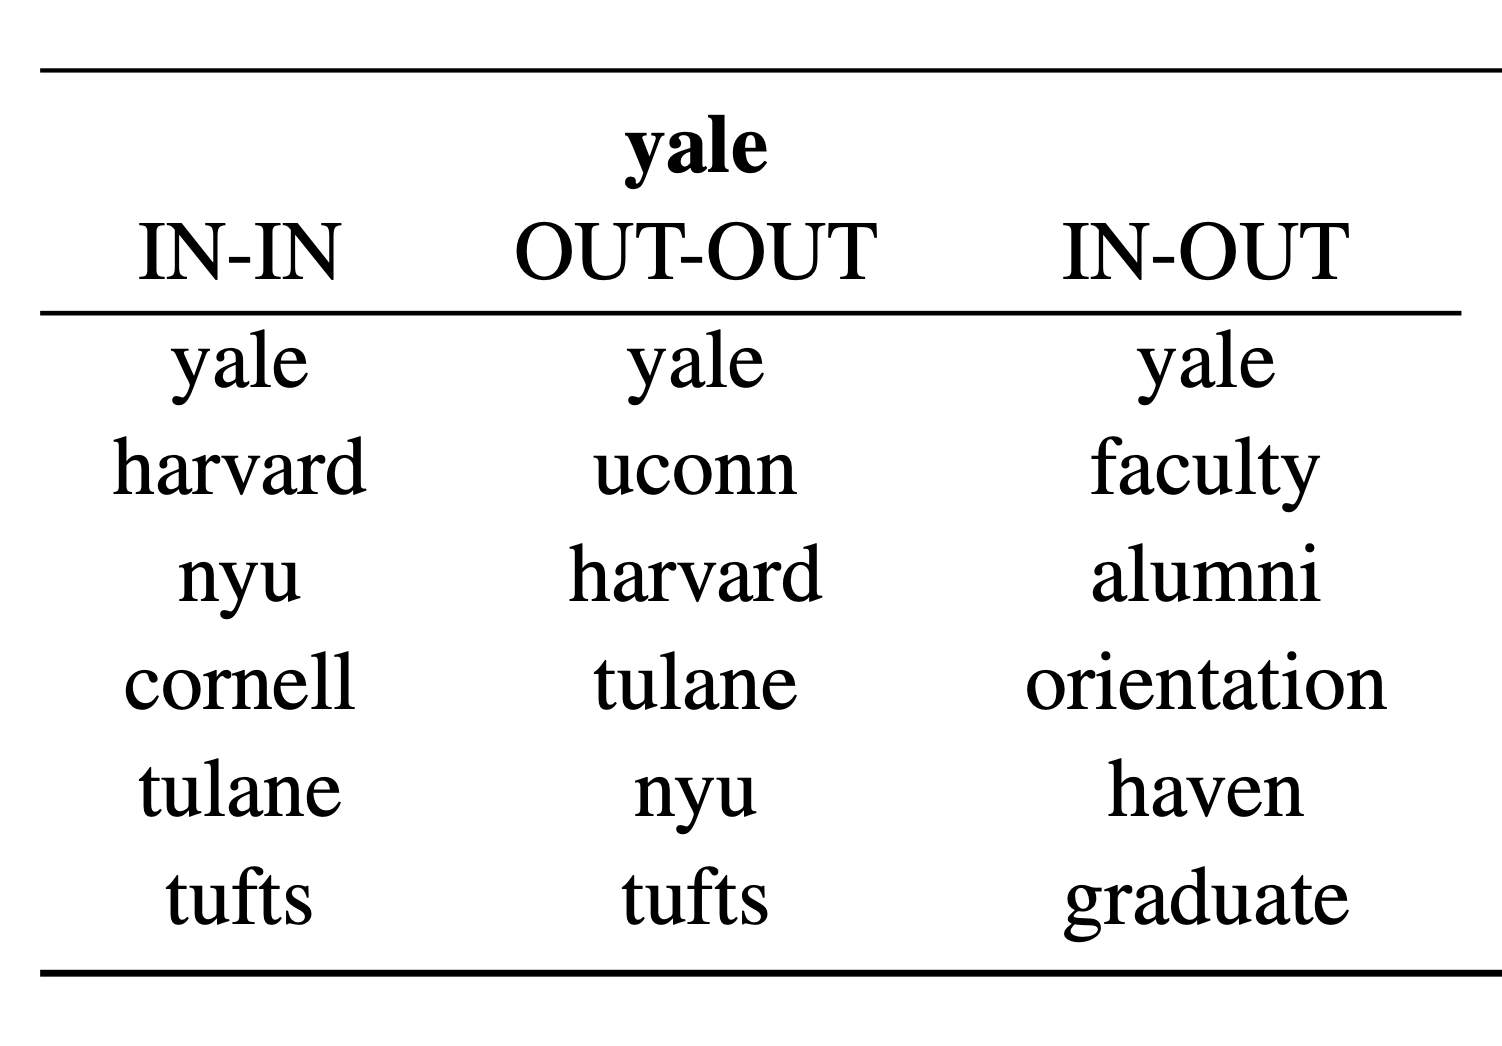 yale
IN-IN OUT-OUT IN-OUT
yale yale yale
harvard uconn faculty
nyu harvard alumni
cornell tulane orientation
tulane nyu haven
tufts tufts graduate